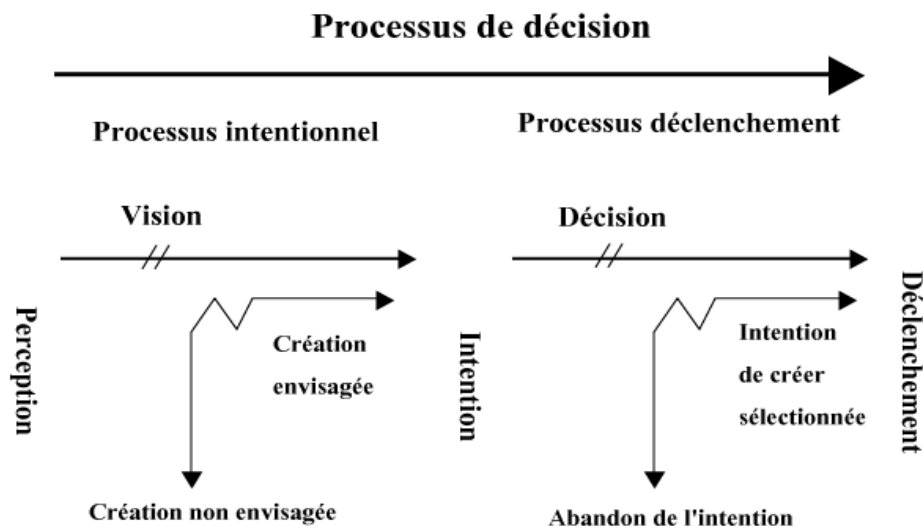 Processus de décision
Processus intentionnel
Processus déclenchement
Vision
Décision
Perception
Création
envisagée
Intention
Intention
de créer
sélectionnée
Déclenchement
Création non envisagée
Abandon de l'intention